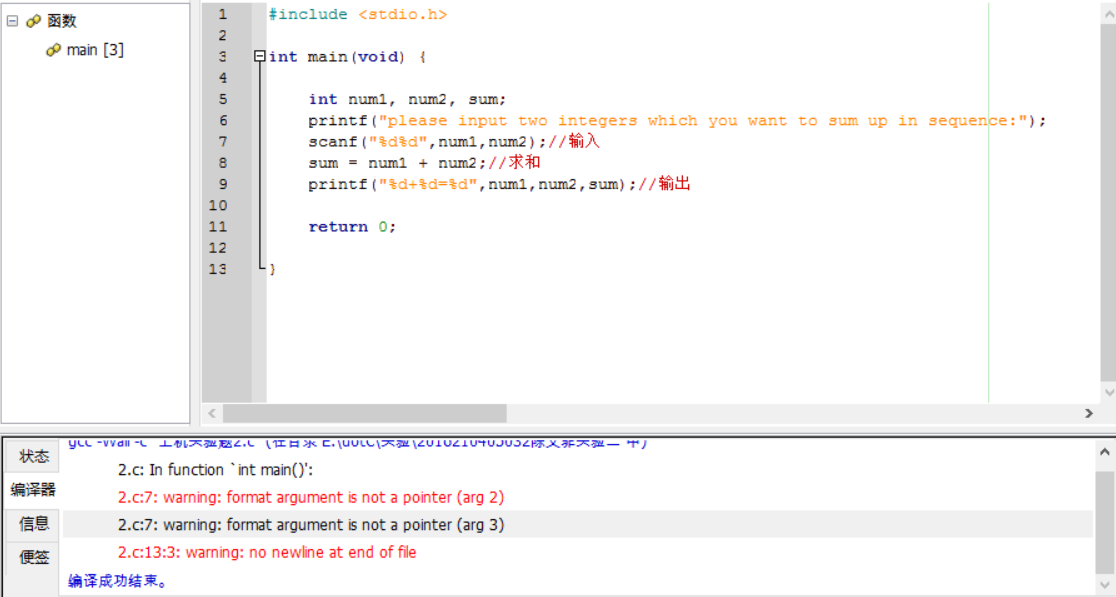 函数
main [3]
1 #include <stdio.h>
2
3 int main(void) {
4
5 int num1, num2, sum;
6 printf("please input two integers which you want to sum up in sequence:");
7 scanf("%d%d",num1,num2);//输入
8 sum = num1 + num2;//求和
9 printf("%d+%d=%d",num1,num2,sum);//输出
10
11 return 0;
12
13 }
状态
编译器
信息
便签
2.c: In function `int main()':
2.c:7: warning: format argument is not a pointer (arg 2)
2.c:7: warning: format argument is not a pointer (arg 3)
2.c:13:3: warning: no newline at end of file
编译成功结束。